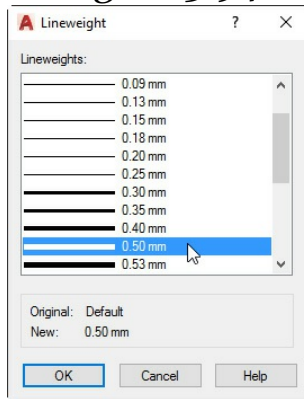 Lineweight ? ×
Lineweights:
0.09 mm
0.13 mm
0.15 mm
0.18 mm
0.20 mm
0.25 mm
0.30 mm
0.35 mm
0.40 mm
0.50 mm
0.53 mm
Original: Default
New: 0.50 mm
OK Cancel Help